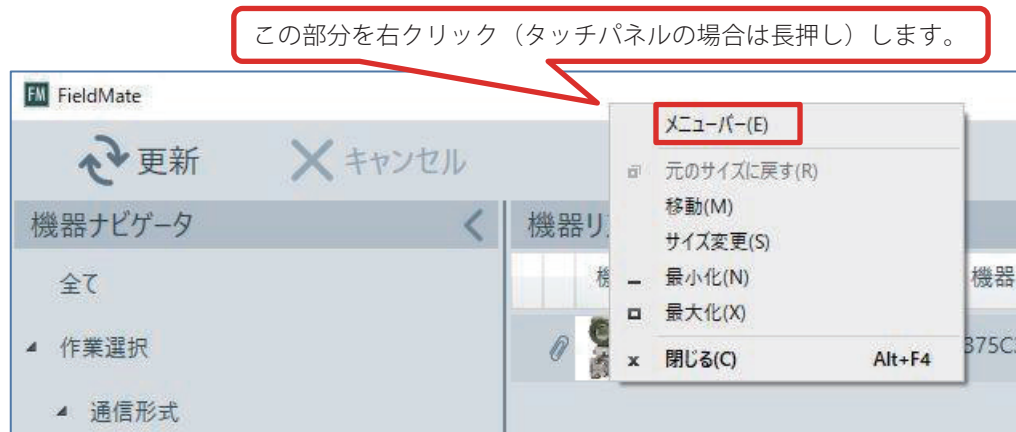 この部分を右クリック（タッチパネルの場合は長押し）します。
FM FieldMate
メニューバー(E)
更新 キャンセル
元のサイズに戻す(R)
移動(M)
サイズ変更(S)
最小化(N)
最大化(X)
閉じる(C) Alt+F4
機器ナビゲータ
全て
作業選択
通信形式
機器リ
機器
375C